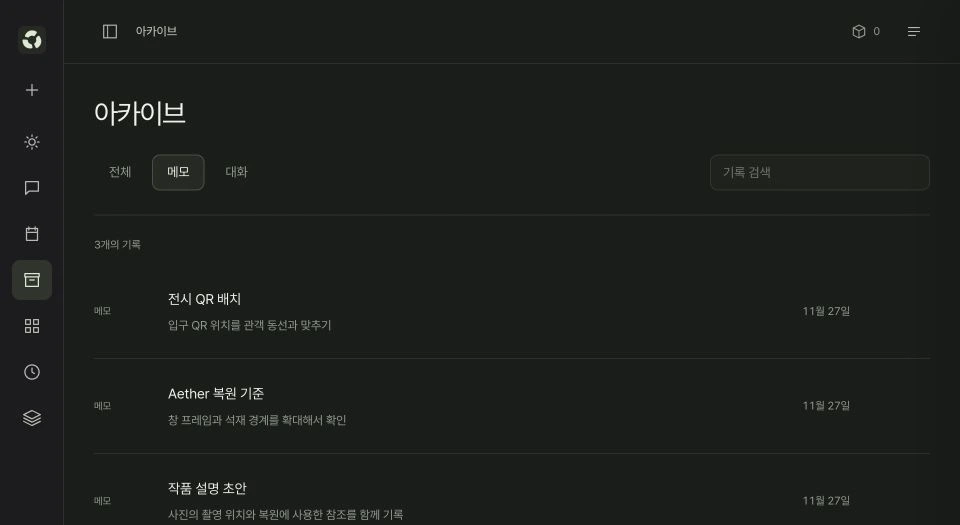 아카이브
0
아카이브
전체
메모
대화
기록 검색
3개의 기록
메모
전시 QR 배치
입구 QR 위치를 관객 동선과 맞추기
11월 27일
메모
Aether 복원 기준
창 프레임과 석재 경계를 확대해서 확인
11월 27일
메모
작품 설명 초안
사진의 촬영 위치와 복원에 사용한 참조를 함께 기록
11월 27일